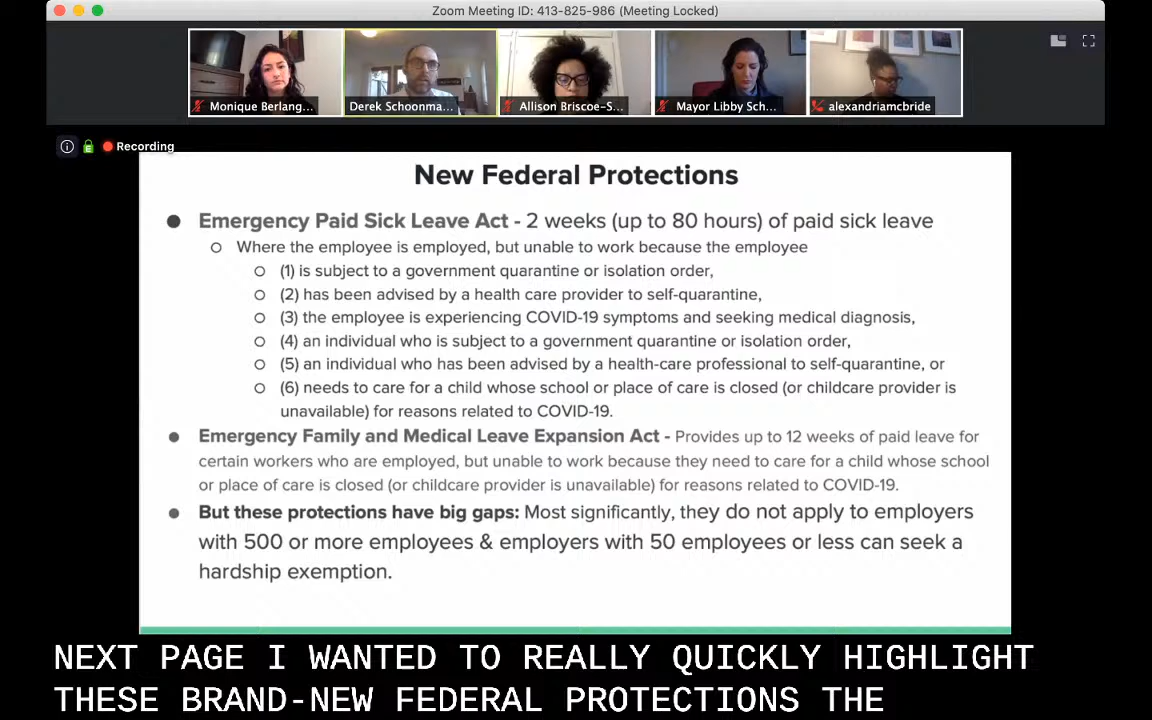 Zoom Meeting ID: 413-825-986 (Meeting Locked)
Monique Berlang...
Derek Schoonma...
Allison Briscoe-S...
Mayor Libby Sch...
alexandriamcbride
Recording
New Federal Protections
Emergency Paid Sick Leave Act - 2 weeks (up to 80 hours) of paid sick leave
Where the employee is employed, but unable to work because the employee
(1) is subject to a government quarantine or isolation order,
(2) has been advised by a health care provider to self-quarantine,
(3) the employee is experiencing COVID-19 symptoms and seeking medical diagnosis,
(4) an individual who is subject to a government quarantine or isolation order,
(5) an individual who has been advised by a health-care professional to self-quarantine, or
(6) needs to care for a child whose school or place of care is closed (or childcare provider is
unavailable) for reasons related to COVID-19.
Emergency Family and Medical Leave Expansion Act - Provides up to 12 weeks of paid leave for
certain workers who are employed, but unable to work because they need to care for a child whose school
or place of care is closed (or childcare provider is unavailable) for reasons related to COVID-19.
But these protections have big gaps: Most significantly, they do not apply to employers
with 500 or more employees & employers with 50 employees or less can seek a
hardship exemption.
NEXT PAGE I WANTED TO REALLY QUICKLY HIGHLIGHT
THESE BRAND-NEW FEDERAL PROTECTIONS THE